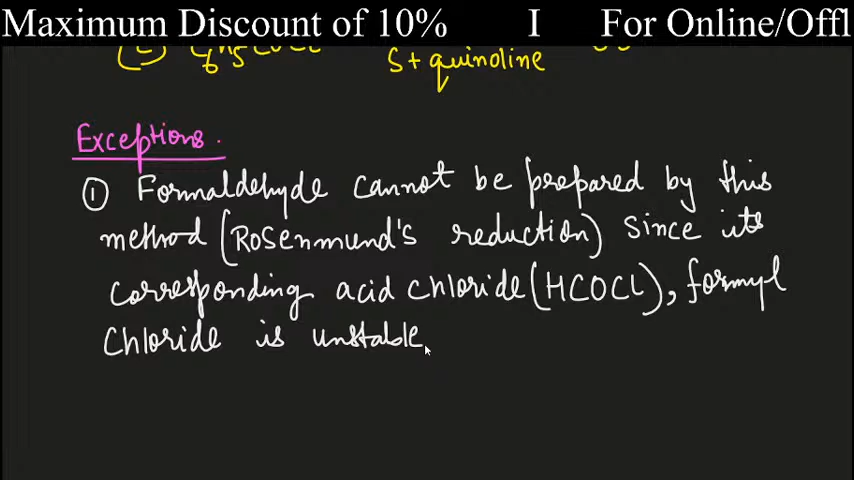 Maximum Discount of 10% I For Online/Offl
S+ quinoline
Exceptions.
① Formaldehyde cannot be prepared by this
method (Rosenmund's reduction) since its
corresponding acid chloride (HCOCl), formyl
chloride is unstable